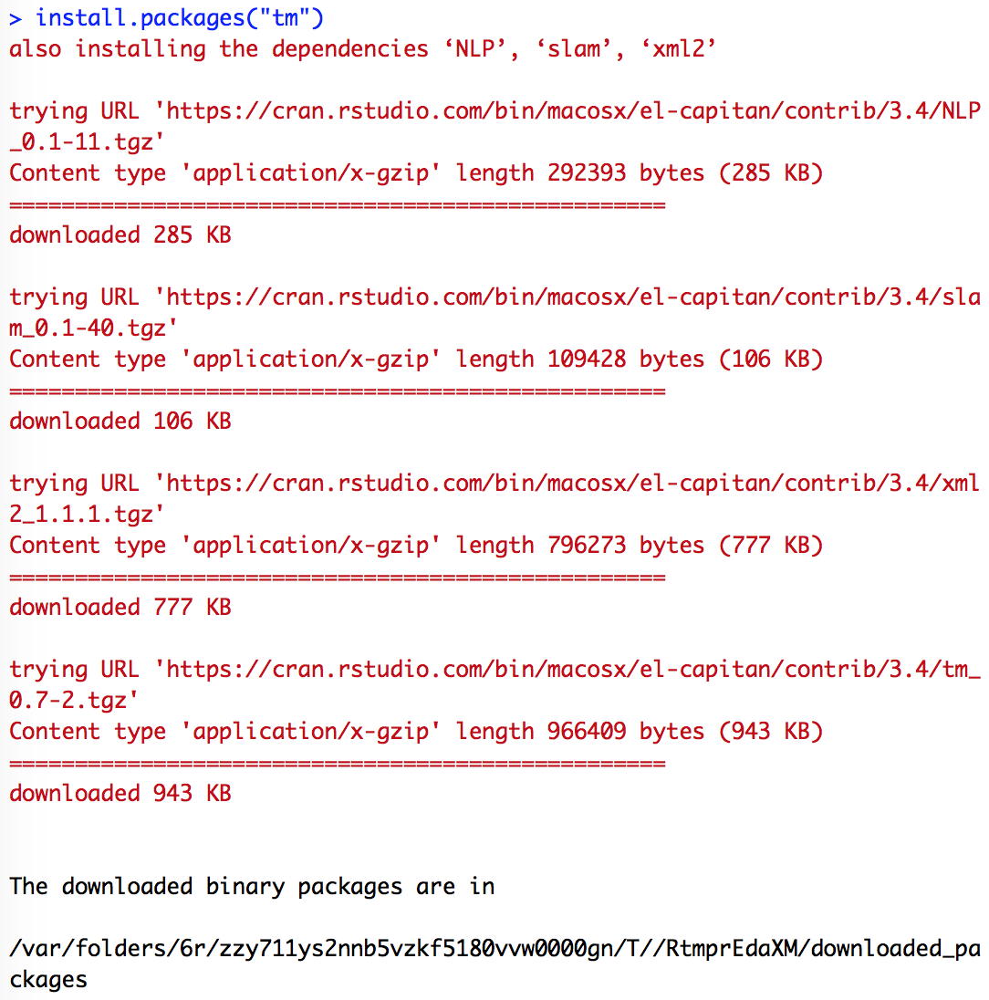 > install.packages("tm")
also installing the dependencies ‘NLP’, ‘slam’, ‘xml2’
trying URL 'https://cran.rstudio.com/bin/macosx/el-capitan/contrib/3.4/NLP
_0.1-11.tgz'
Content type 'application/x-gzip' length 292393 bytes (285 KB)
==================================================
downloaded 285 KB
trying URL 'https://cran.rstudio.com/bin/macosx/el-capitan/contrib/3.4/sla
m_0.1-40.tgz'
Content type 'application/x-gzip' length 109428 bytes (106 KB)
==================================================
downloaded 106 KB
trying URL 'https://cran.rstudio.com/bin/macosx/el-capitan/contrib/3.4/xml
2_1.1.1.tgz'
Content type 'application/x-gzip' length 796273 bytes (777 KB)
==================================================
downloaded 777 KB
trying URL 'https://cran.rstudio.com/bin/macosx/el-capitan/contrib/3.4/tm_
0.7-2.tgz'
Content type 'application/x-gzip' length 966409 bytes (943 KB)
==================================================
downloaded 943 KB
The downloaded binary packages are in
/var/folders/6r/zzy711ys2nnb5vzkf5180vvw0000gn/T//RtmprEdaXM/downloaded_pa
ckages